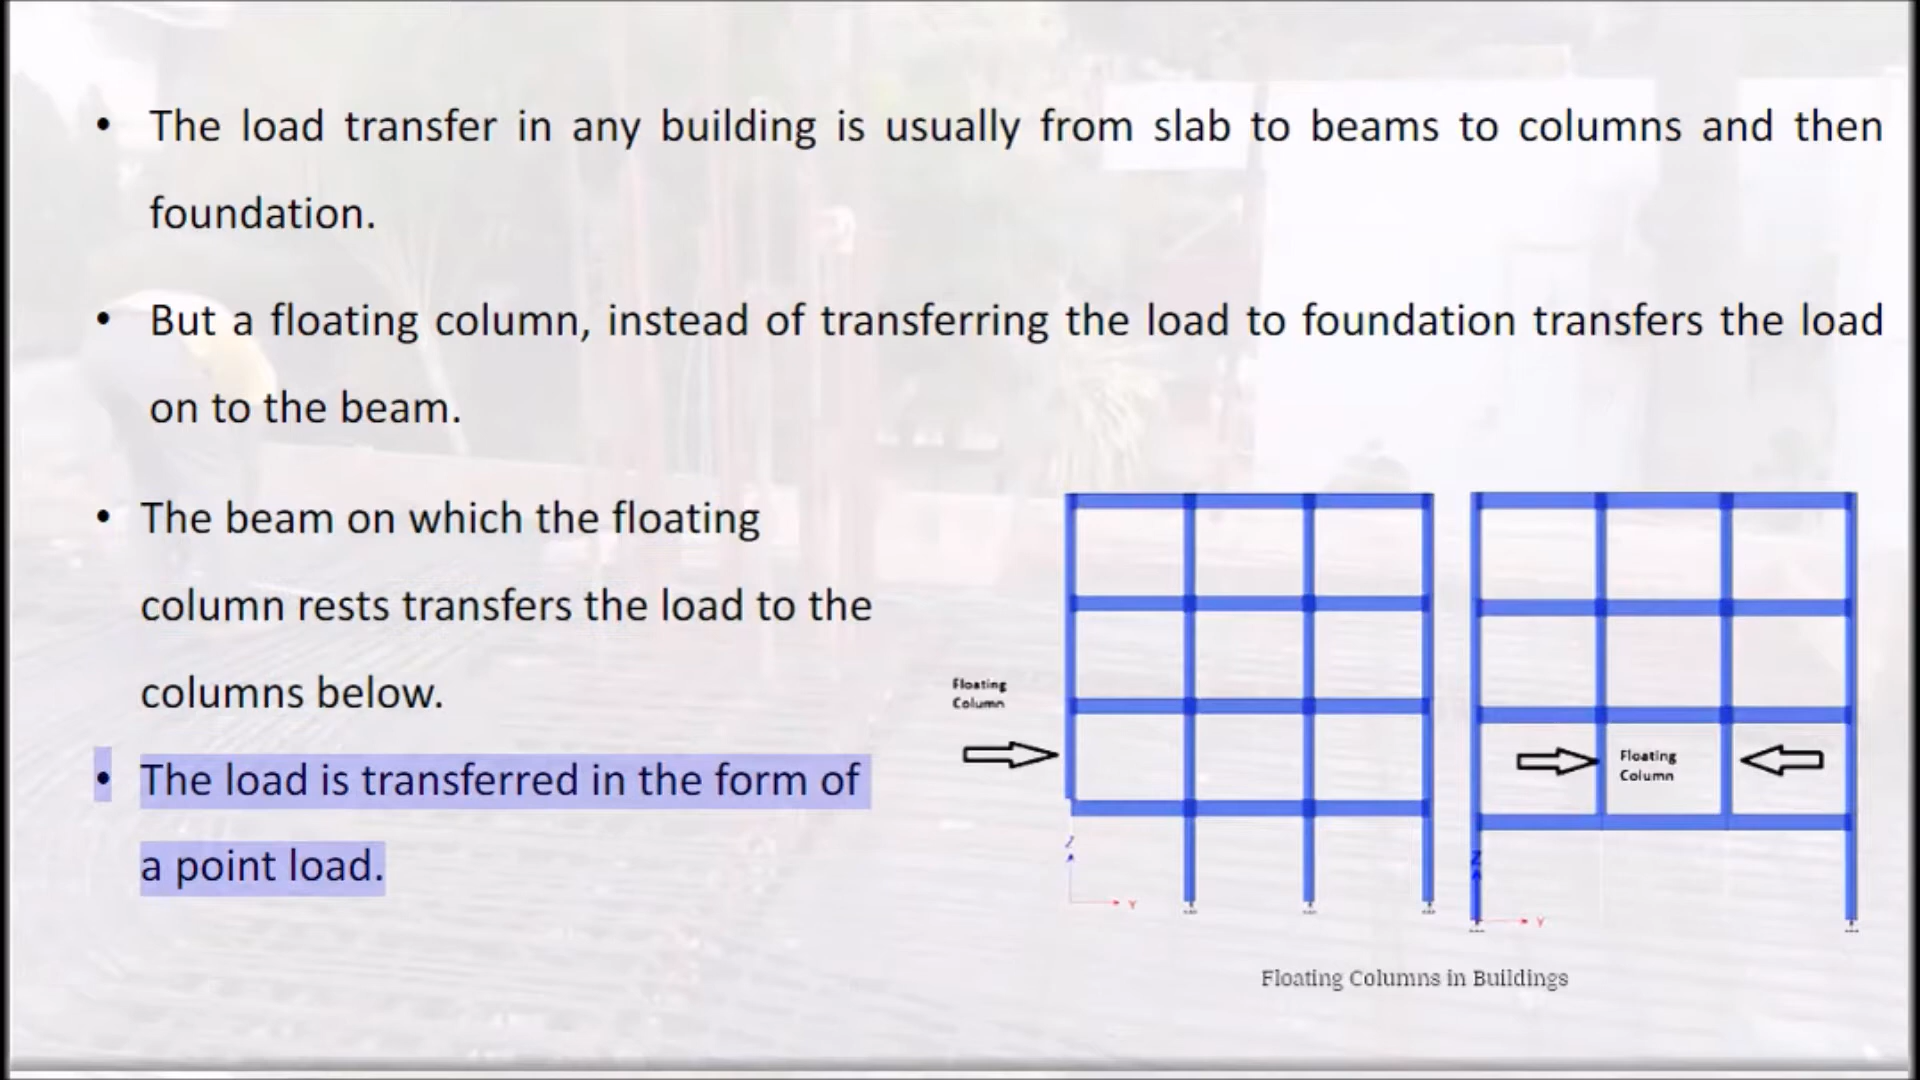 • The load transfer in any building is usually from slab to beams to columns and then
foundation.
• But a floating column, instead of transferring the load to foundation transfers the load
on to the beam.
• The beam on which the floating
column rests transfers the load to the
columns below.
• The load is transferred in the form of
a point load.
Floating
Column
Z
Y
Floating
Column
Z
Y
Floating Columns in Buildings